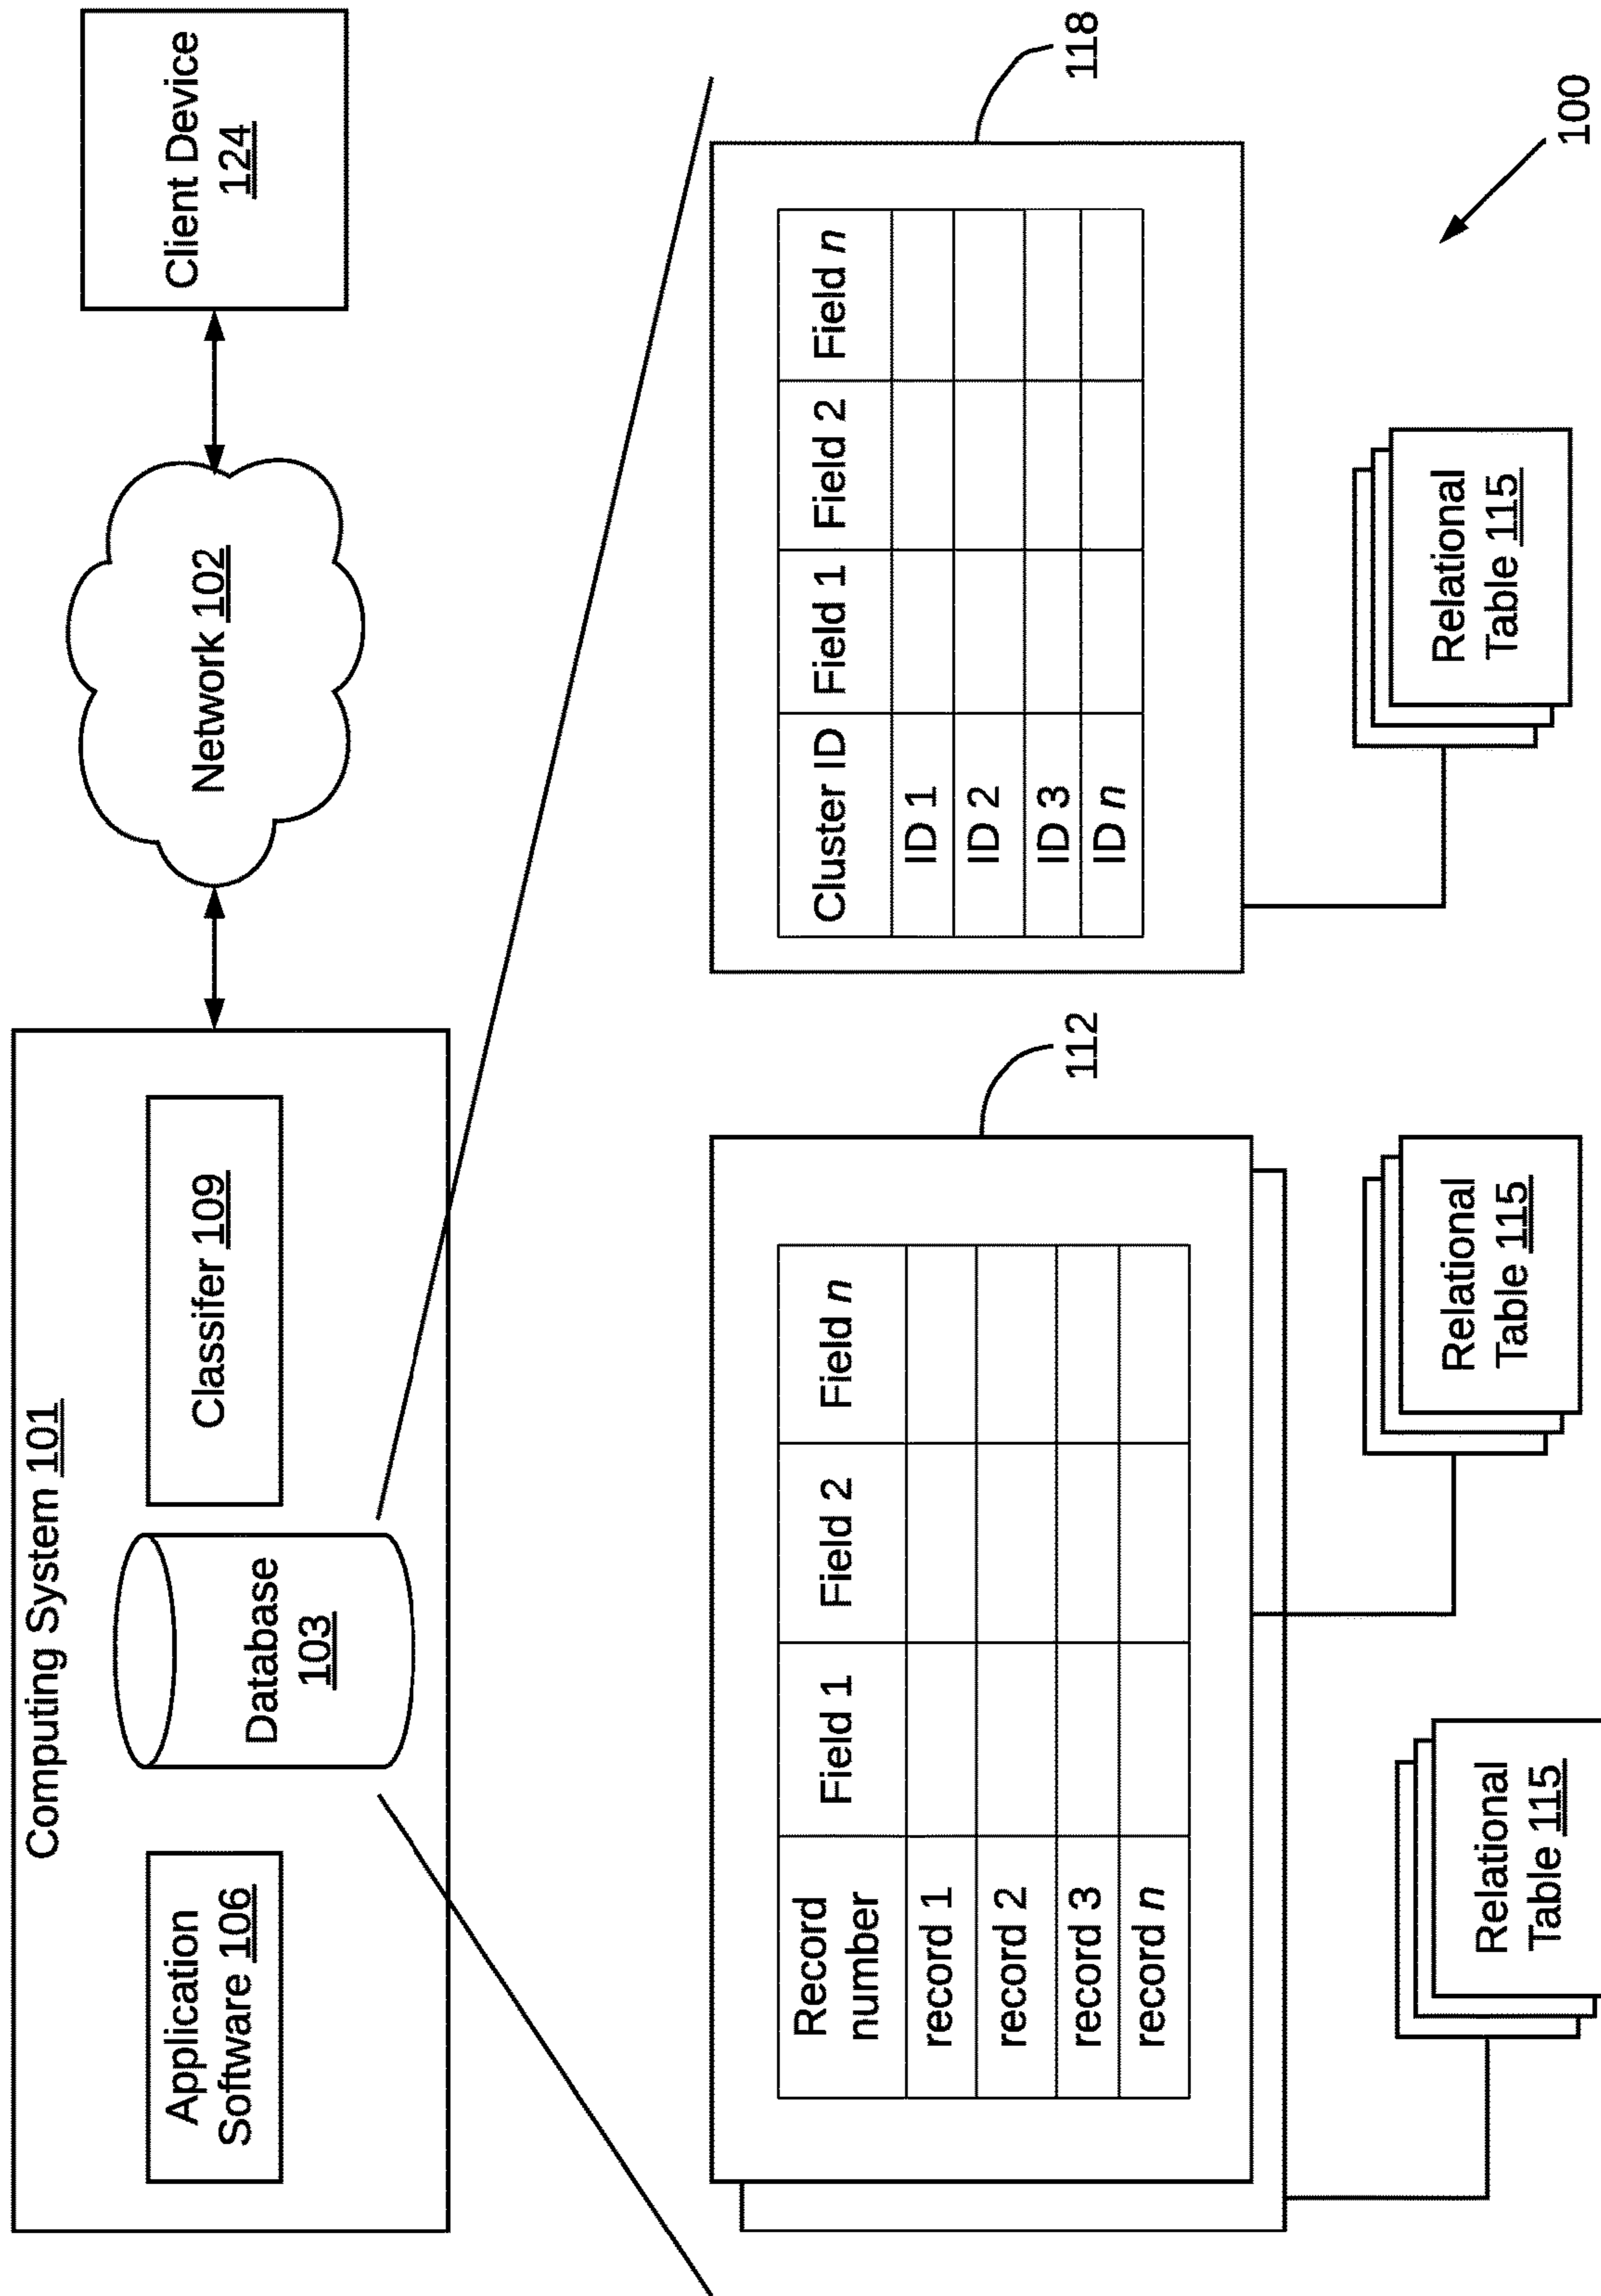 Computing System 101
Application
Software 106
Database
103
Classifer 109
Network 102
Client Device
124
Record
number
Field 1
Field 2
Field n
record 1
record 2
record 3
record n
112
Cluster ID
Field 1
Field 2
Field n
ID 1
ID 2
ID 3
ID n
118
Relational
Table 115
Relational
Table 115
Relational
Table 115
100